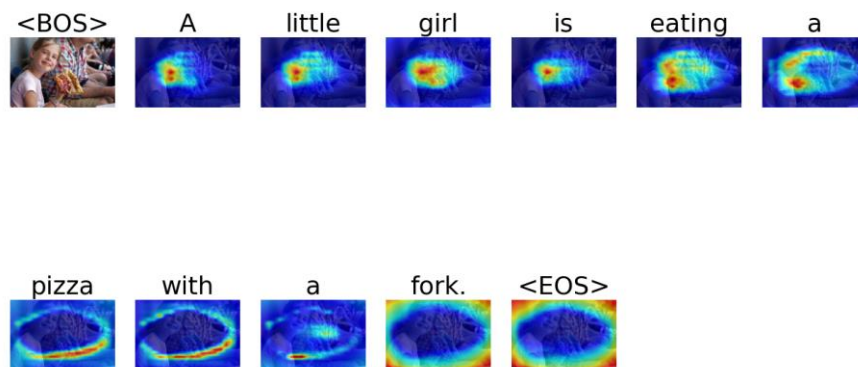 <BOS> A little girl is eating a
pizza with a fork. <EOS>